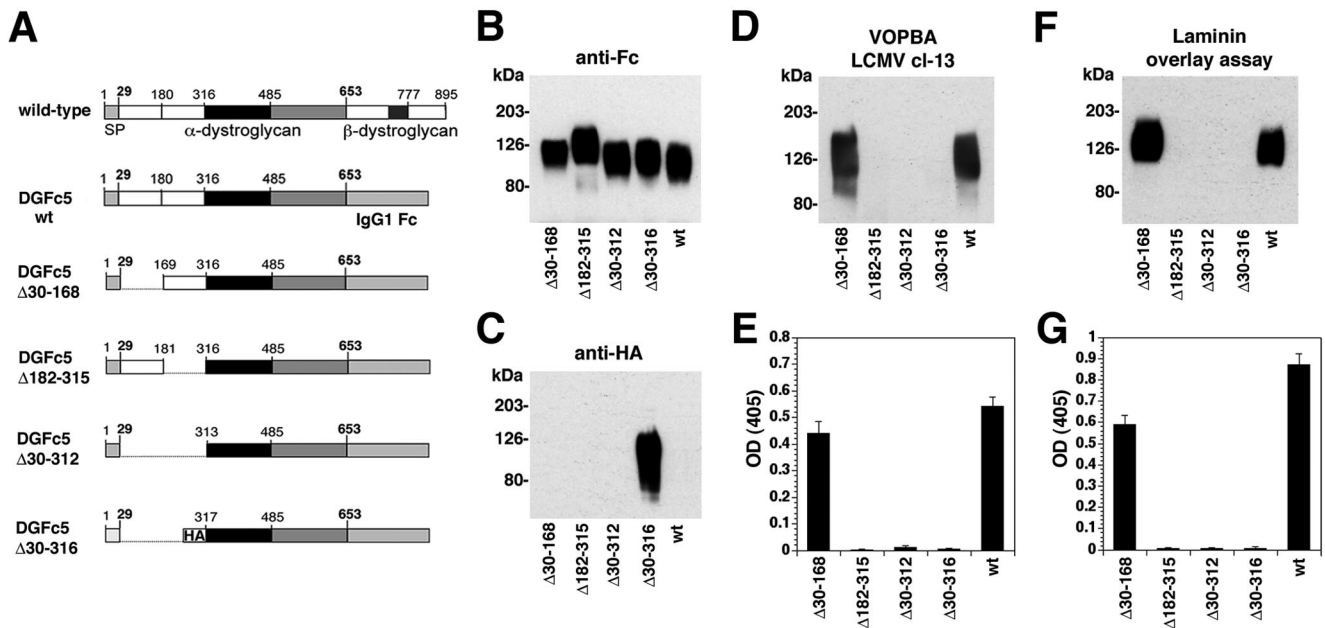 A
1 29 180 316 485 653 777 895
wild-type
SP α-dystroglycan β-dystroglycan
1 29 180 316 485 653
DGFc5
wt
IgG1 Fc
1 29 169 316 485 653
DGFc5
Δ30-168
1 29 181 316 485 653
DGFc5
Δ182-315
1 29 313 485 653
DGFc5
Δ30-312
1 29 317 485 653
DGFc5
Δ30-316
HA
B
anti-Fc
kDa
203-
126-
80-
Δ30-168
Δ182-315
Δ30-312
Δ30-316
wt
C
anti-HA
kDa
203-
126-
80-
Δ30-168
Δ182-315
Δ30-312
Δ30-316
wt
D
VOPBA
LCMV cl-13
kDa
203-
126-
80-
Δ30-168
Δ182-315
Δ30-312
Δ30-316
wt
E
OD (405)
0.8
0.7
0.6
0.5
0.4
0.3
0.2
0.1
0
Δ30-168
Δ182-315
Δ30-312
Δ30-316
wt
F
Laminin
overlay assay
kDa
203-
126-
80-
Δ30-168
Δ182-315
Δ30-312
Δ30-316
wt
G
OD (405)
1
0.9
0.8
0.7
0.6
0.5
0.4
0.3
0.2
0.1
0
Δ30-168
Δ182-315
Δ30-312
Δ30-316
wt